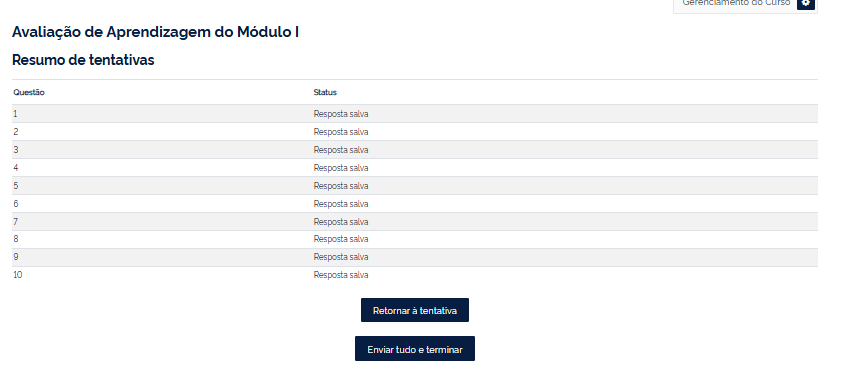 Gerenciamento do Curso
Avaliação de Aprendizagem do Módulo I
Resumo de tentativas
Questão Status
1 Resposta salva
2 Resposta salva
3 Resposta salva
4 Resposta salva
5 Resposta salva
6 Resposta salva
7 Resposta salva
8 Resposta salva
9 Resposta salva
10 Resposta salva
Retornar à tentativa
Enviar tudo e terminar